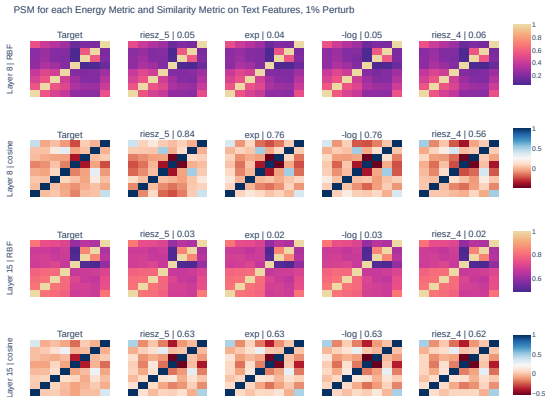 PSM for each Energy Metric and Similarity Metric on Text Features, 1% Perturb
Layer 8 | RBF
Target
riesz_5 | 0.05
exp | 0.04
-log | 0.05
riesz_4 | 0.06
1
0.8
0.6
0.4
0.2
Layer 8 | cosine
Target
riesz_5 | 0.84
exp | 0.76
-log | 0.76
riesz_4 | 0.56
1
0.5
0
Layer 15 | RBF
Target
riesz_5 | 0.03
exp | 0.02
-log | 0.03
riesz_4 | 0.02
1
0.8
0.6
Layer 15 | cosine
Target
riesz_5 | 0.63
exp | 0.63
-log | 0.63
riesz_4 | 0.62
1
0.5
0
−0.5